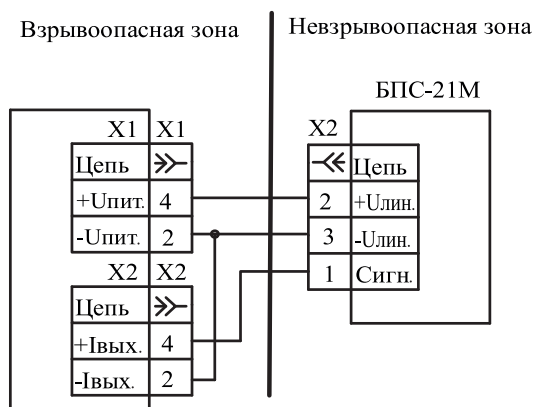 Взрывоопасная зона
Невзрывоопасная зона
БПС-21М
X1 X1
Цепь
+Uпит. 4
-Uпит. 2
X2 X2
Цепь
+Iвых. 4
-Iвых. 2
X2
Цепь
2 +Uлин.
3 -Uлин.
1 Сигн.